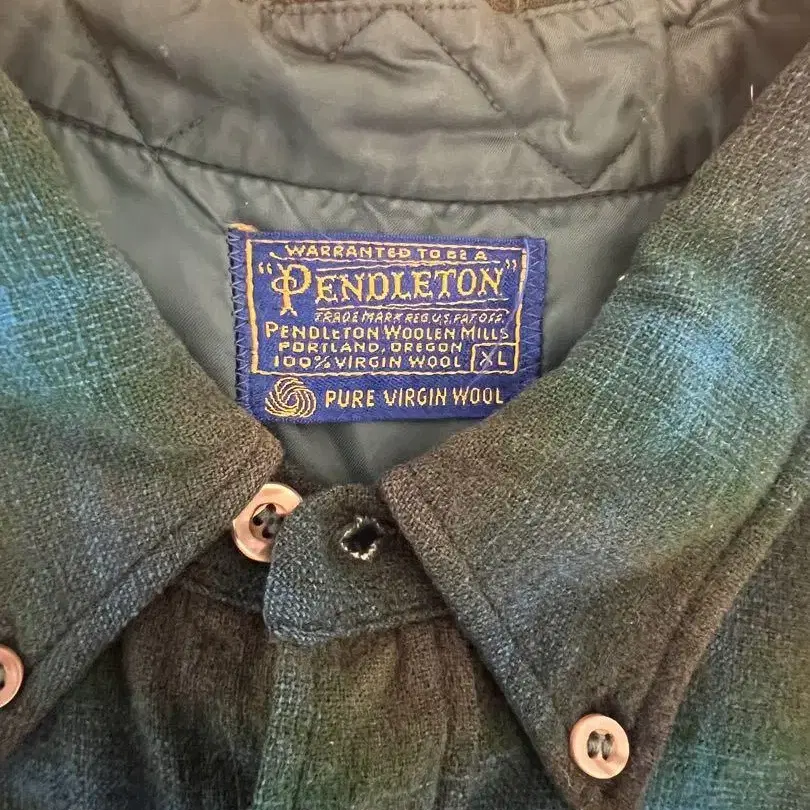 WARRANTED TO BE A
"PENDLETON"
TRADE MARK REG. U.S. PAT. OFF.
PENDLETON WOOLEN MILLS
PORTLAND, OREGON
100% VIRGIN WOOL XL
PURE VIRGIN WOOL